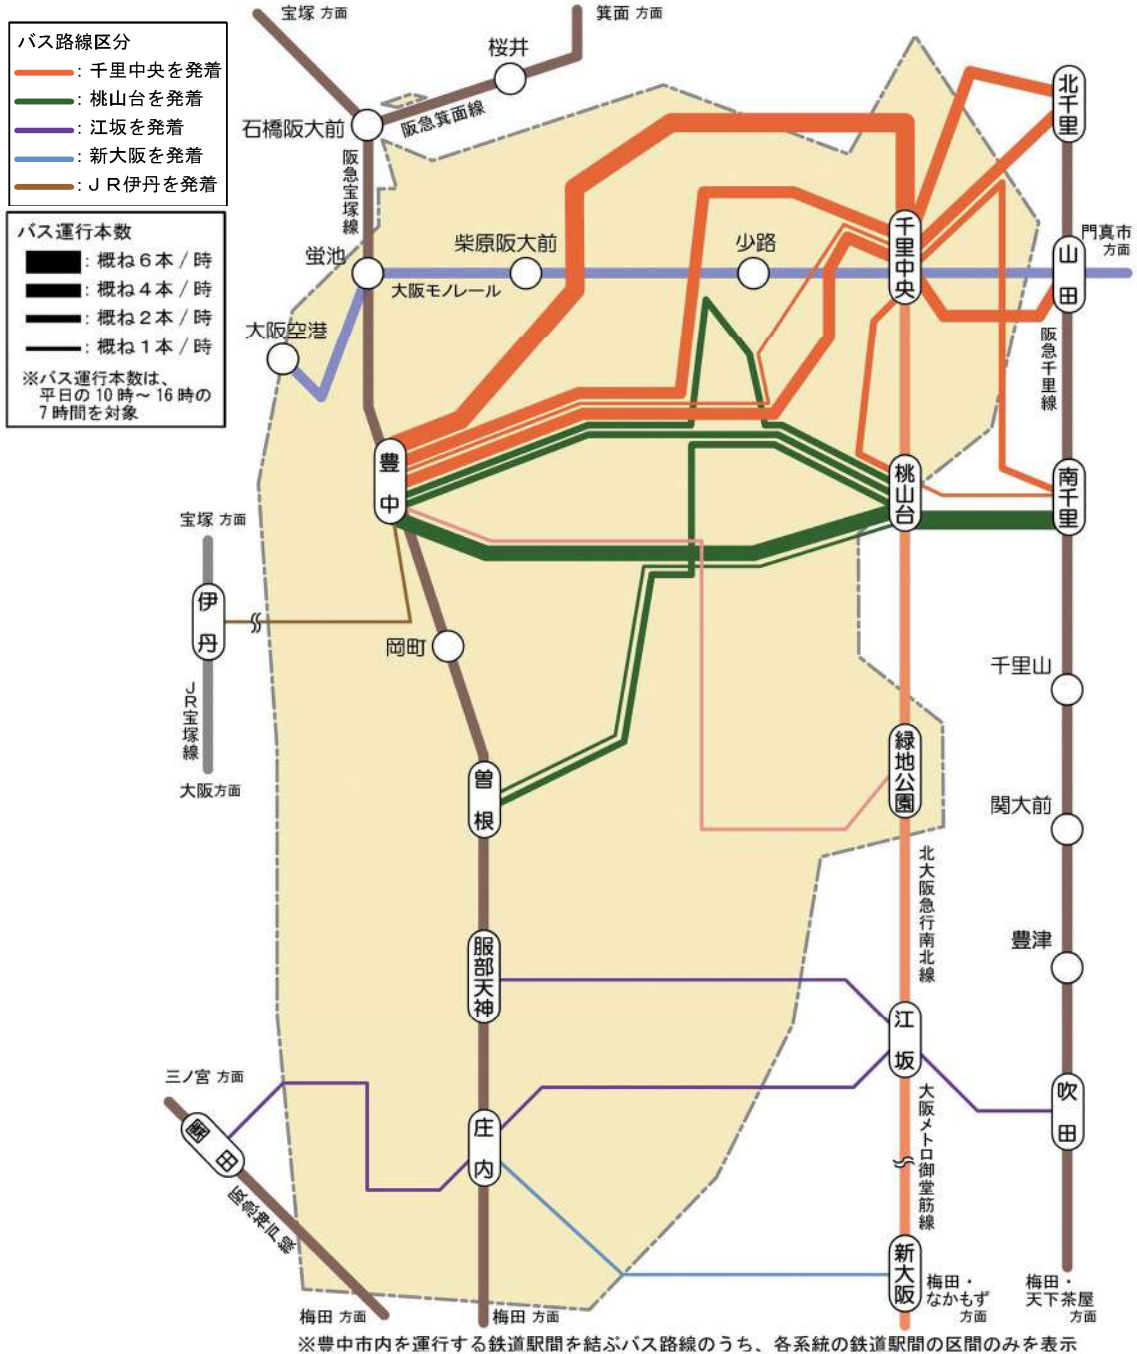 バス路線区分
: 千里中央を発着
: 桃山台を発着
: 江坂を発着
: 新大阪を発着
: JR伊丹を発着
バス運行本数
: 概ね6本/時
: 概ね4本/時
: 概ね2本/時
: 概ね1本/時
※バス運行本数は、
平日の10時～16時の
7時間を対象
宝塚 方面
箕面 方面
桜井
石橋阪大前
阪急箕面線
阪急宝塚線
北千里
千里中央
門真市
方面
柴原阪大前
少路
山田
蛍池
大阪モノレール
大阪空港
阪急千里線
豊中
桃山台
南千里
宝塚 方面
伊丹
岡町
千里山
JR宝塚線
緑地公園
大阪方面
曽根
関大前
北大阪急行南北線
豊津
服部天神
江坂
三ノ宮 方面
吹田
園田
庄内
大阪メトロ御堂筋線
阪急神戸線
新大阪
梅田・
なかもず
方面
梅田・
天下茶屋
方面
梅田 方面
梅田 方面
※豊中市内を運行する鉄道駅間を結ぶバス路線のうち、各系統の鉄道駅間の区間のみを表示